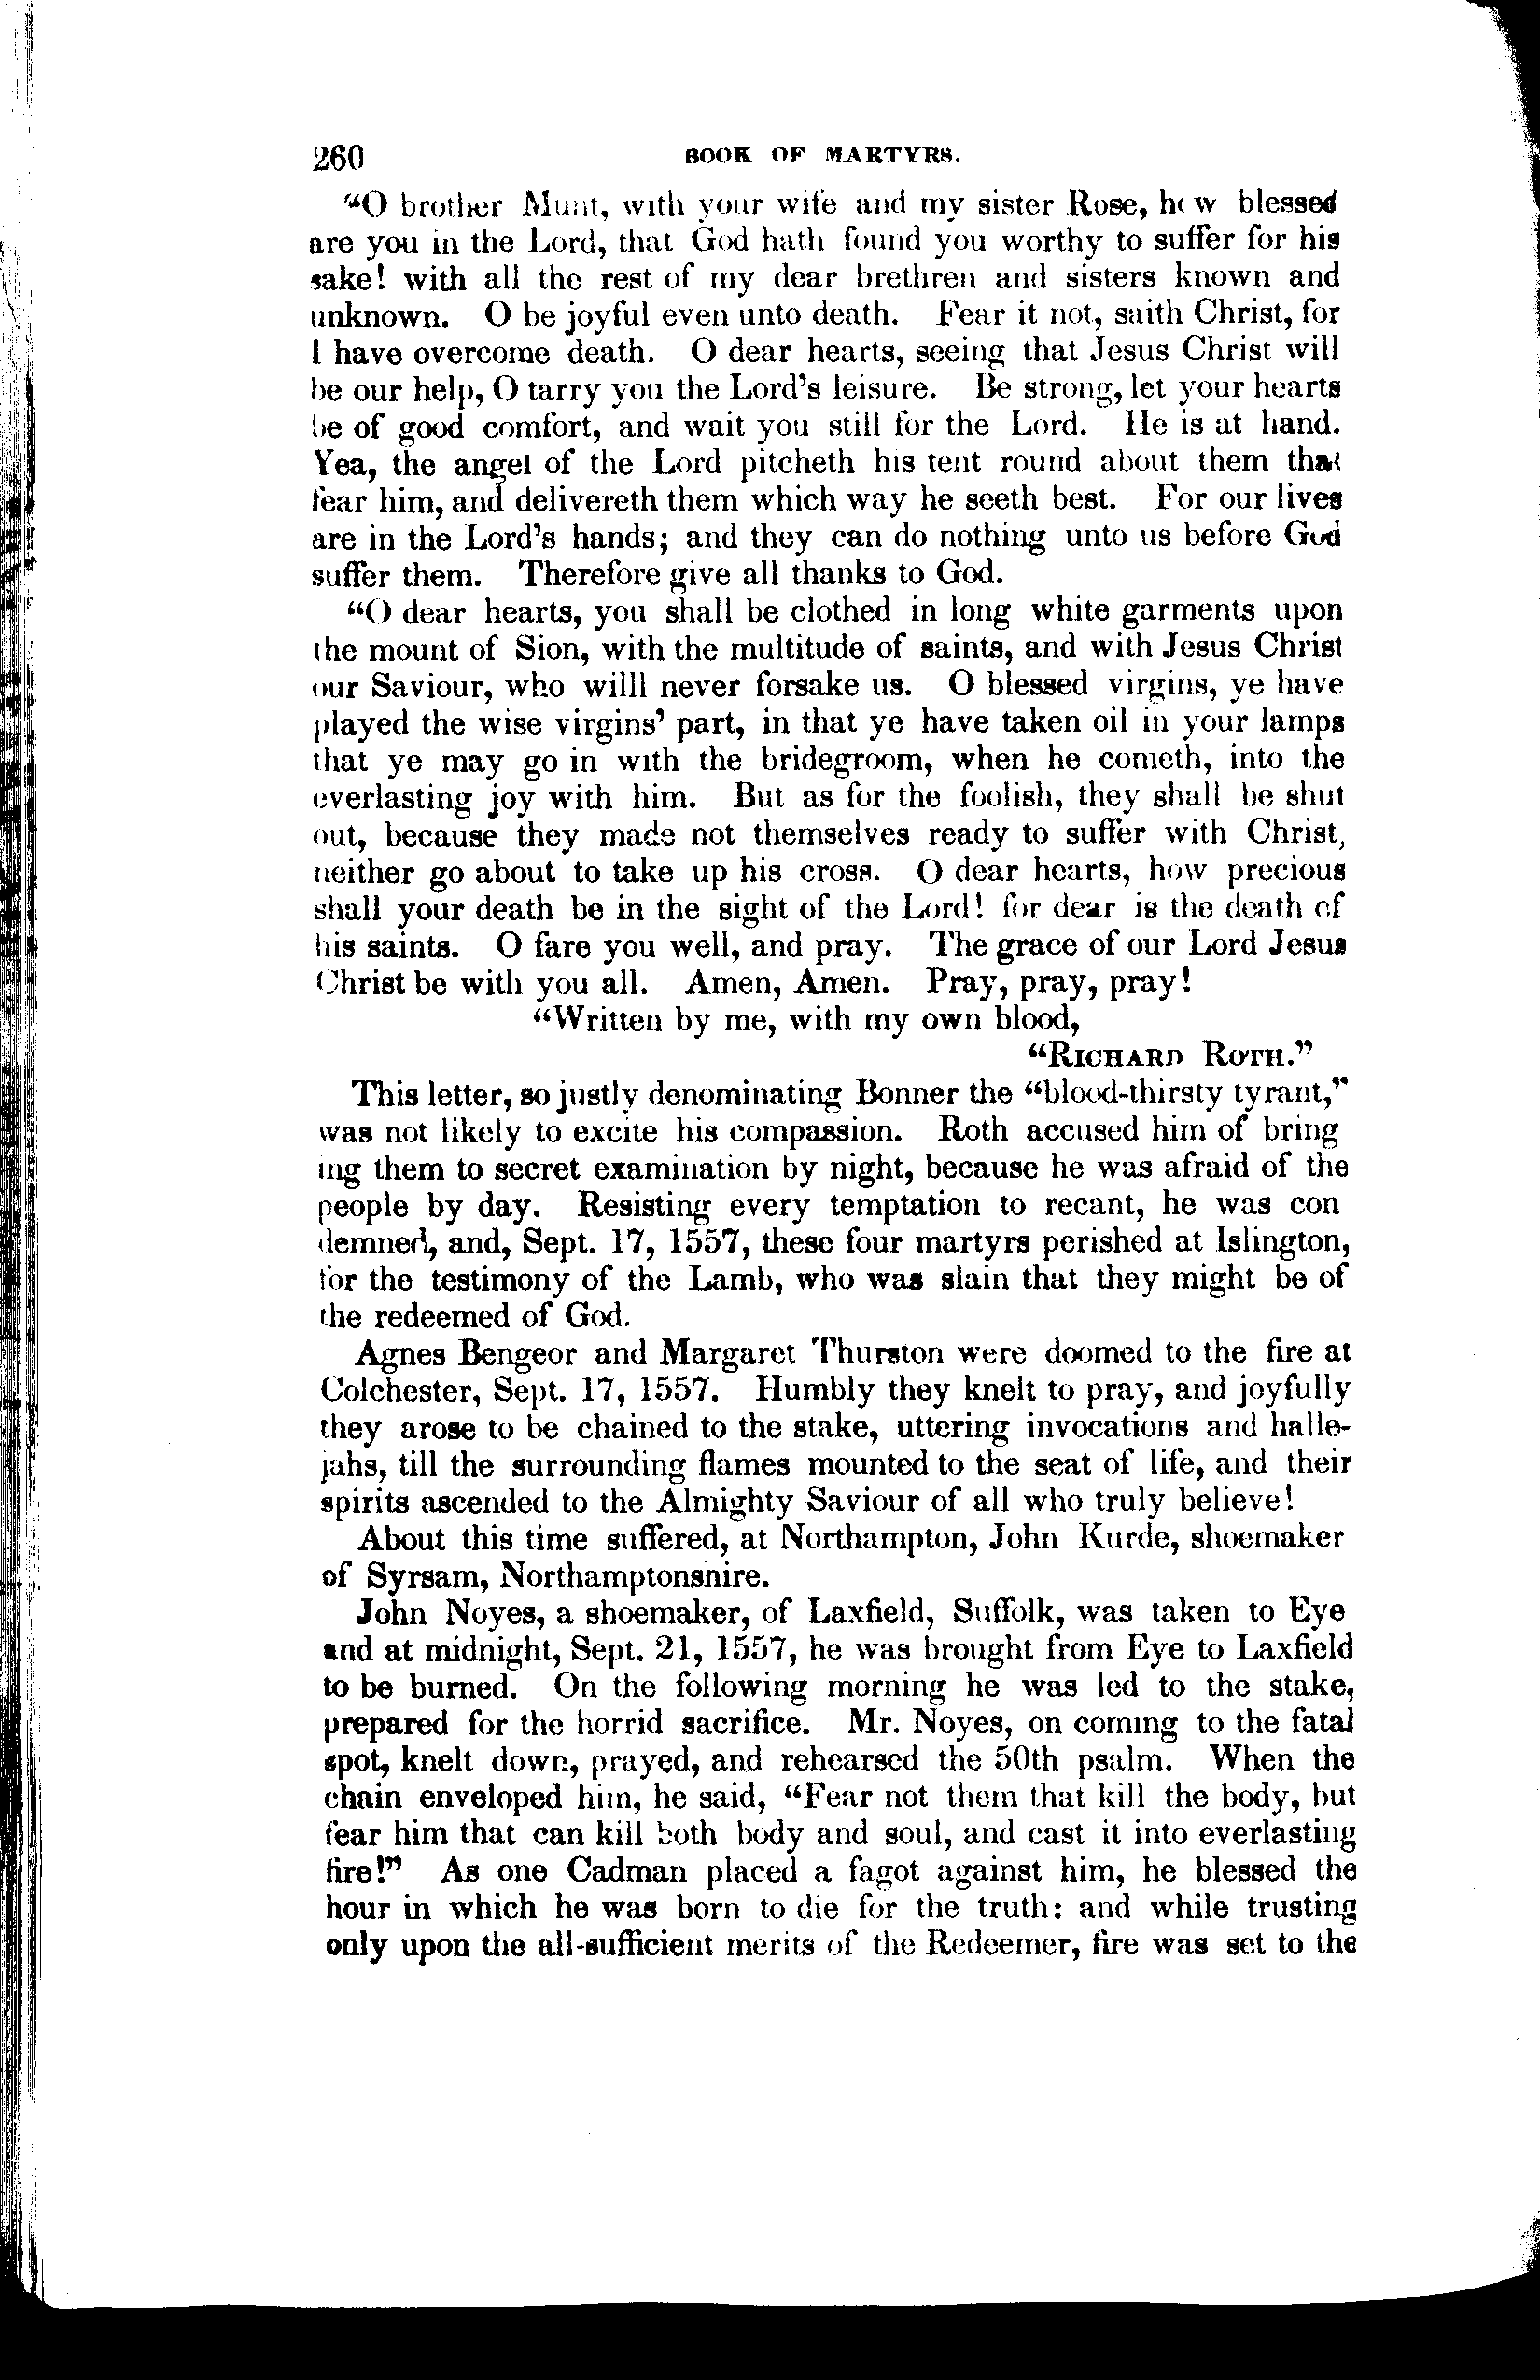 260 BOOK OF MARTYRS.
"O brother Munt, with your wife and my sister Rose, how blessed
are you in the Lord, that God hath found you worthy to suffer for his
sake! with all the rest of my dear brethren and sisters known and
unknown. O be joyful even unto death. Fear it not, saith Christ, for
I have overcome death. O dear hearts, seeing that Jesus Christ will
be our help, O tarry you the Lord's leisure. Be strong, let your hearts
be of good comfort, and wait you still for the Lord. He is at hand.
Yea, the angel of the Lord pitcheth his tent round about them that
fear him, and delivereth them which way he seeth best. For our lives
are in the Lord's hands; and they can do nothing unto us before God
suffer them. Therefore give all thanks to God.
"O dear hearts, you shall be clothed in long white garments upon
the mount of Sion, with the multitude of saints, and with Jesus Christ
our Saviour, who willl never forsake us. O blessed virgins, ye have
played the wise virgins' part, in that ye have taken oil in your lamps
that ye may go in with the bridegroom, when he cometh, into the
everlasting joy with him. But as for the foolish, they shall be shut
out, because they made not themselves ready to suffer with Christ,
neither go about to take up his cross. O dear hearts, how precious
shall your death be in the sight of the Lord! for dear is the death of
his saints. O fare you well, and pray. The grace of our Lord Jesus
Christ be with you all. Amen, Amen. Pray, pray, pray!
"Written by me, with my own blood,
"RICHARD ROTH."
This letter, so justly denominating Bonner the "blood-thirsty tyrant,"
was not likely to excite his compassion. Roth accused him of bring
ing them to secret examination by night, because he was afraid of the
people by day. Resisting every temptation to recant, he was con
demned, and, Sept. 17, 1557, these four martyrs perished at Islington,
for the testimony of the Lamb, who was slain that they might be of
the redeemed of God.
Agnes Bengeor and Margaret Thurston were doomed to the fire at
Colchester, Sept. 17, 1557. Humbly they knelt to pray, and joyfully
they arose to be chained to the stake, uttering invocations and halle-
jahs, till the surrounding flames mounted to the seat of life, and their
spirits ascended to the Almighty Saviour of all who truly believe!
About this time suffered, at Northampton, John Kurde, shoemaker
of Syrsam, Northamptonsnire.
John Noyes, a shoemaker, of Laxfield, Suffolk, was taken to Eye
and at midnight, Sept. 21, 1557, he was brought from Eye to Laxfield
to be burned. On the following morning he was led to the stake,
prepared for the horrid sacrifice. Mr. Noyes, on coming to the fatal
spot, knelt down, prayed, and rehearsed the 50th psalm. When the
chain enveloped him, he said, "Fear not them that kill the body, but
fear him that can kill both body and soul, and cast it into everlasting
fire!" As one Cadman placed a fagot against him, he blessed the
hour in which he was born to die for the truth: and while trusting
only upon the all-sufficient merits of the Redeemer, fire was set to the